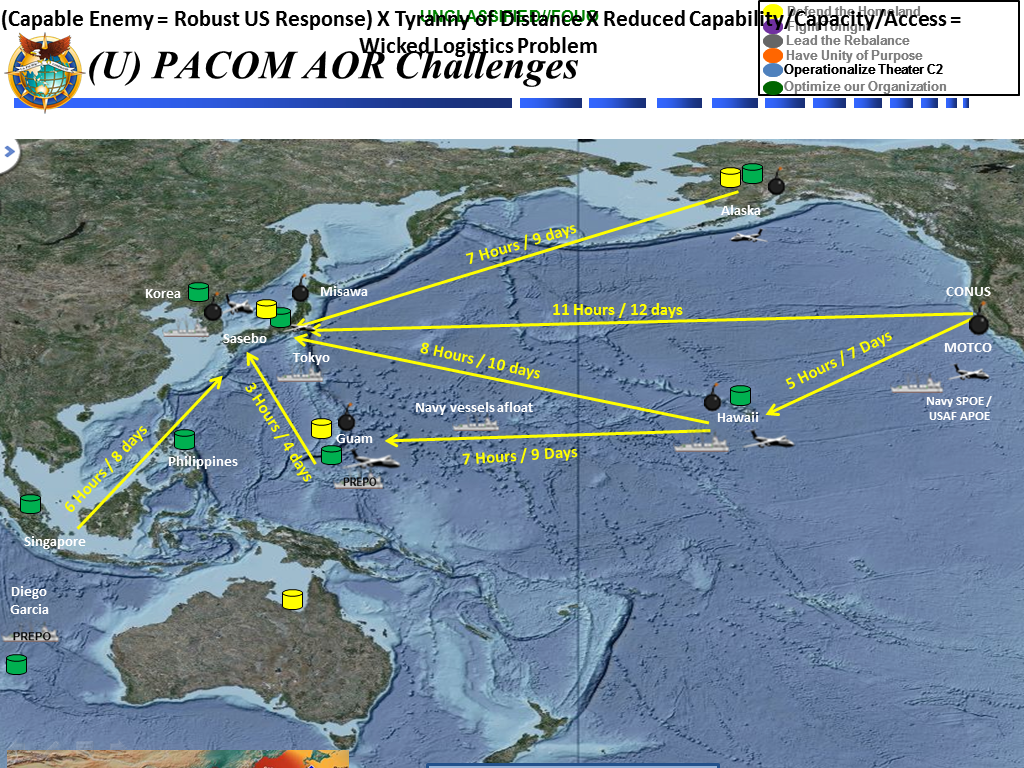 (Capable Enemy = Robust US Response) X Tyranny of Distance X Reduced Capability/Capacity/Access =
Wicked Logistics Problem
UNCLASSIFIED//FOUO
(U) PACOM AOR Challenges
Defend the Homeland
Fight Tonight
Lead the Rebalance
Have Unity of Purpose
Operationalize Theater C2
Optimize our Organization
Alaska
7 Hours / 9 days
Korea
Misawa
CONUS
11 Hours / 12 days
Sasebo
MOTCO
Tokyo
8 Hours / 10 days
5 Hours / 7 Days
3 Hours / 4 days
Navy vessels afloat
Hawaii
Navy SPOE /
USAF APOE
Guam
6 Hours / 8 days
Philippines
7 Hours / 9 Days
PREPO
Singapore
Diego
Garcia
PREPO